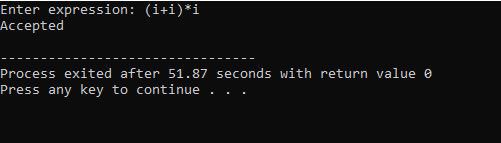 Enter expression: (i+i)*i
Accepted
--------------------------------
Process exited after 51.87 seconds with return value 0
Press any key to continue . . .